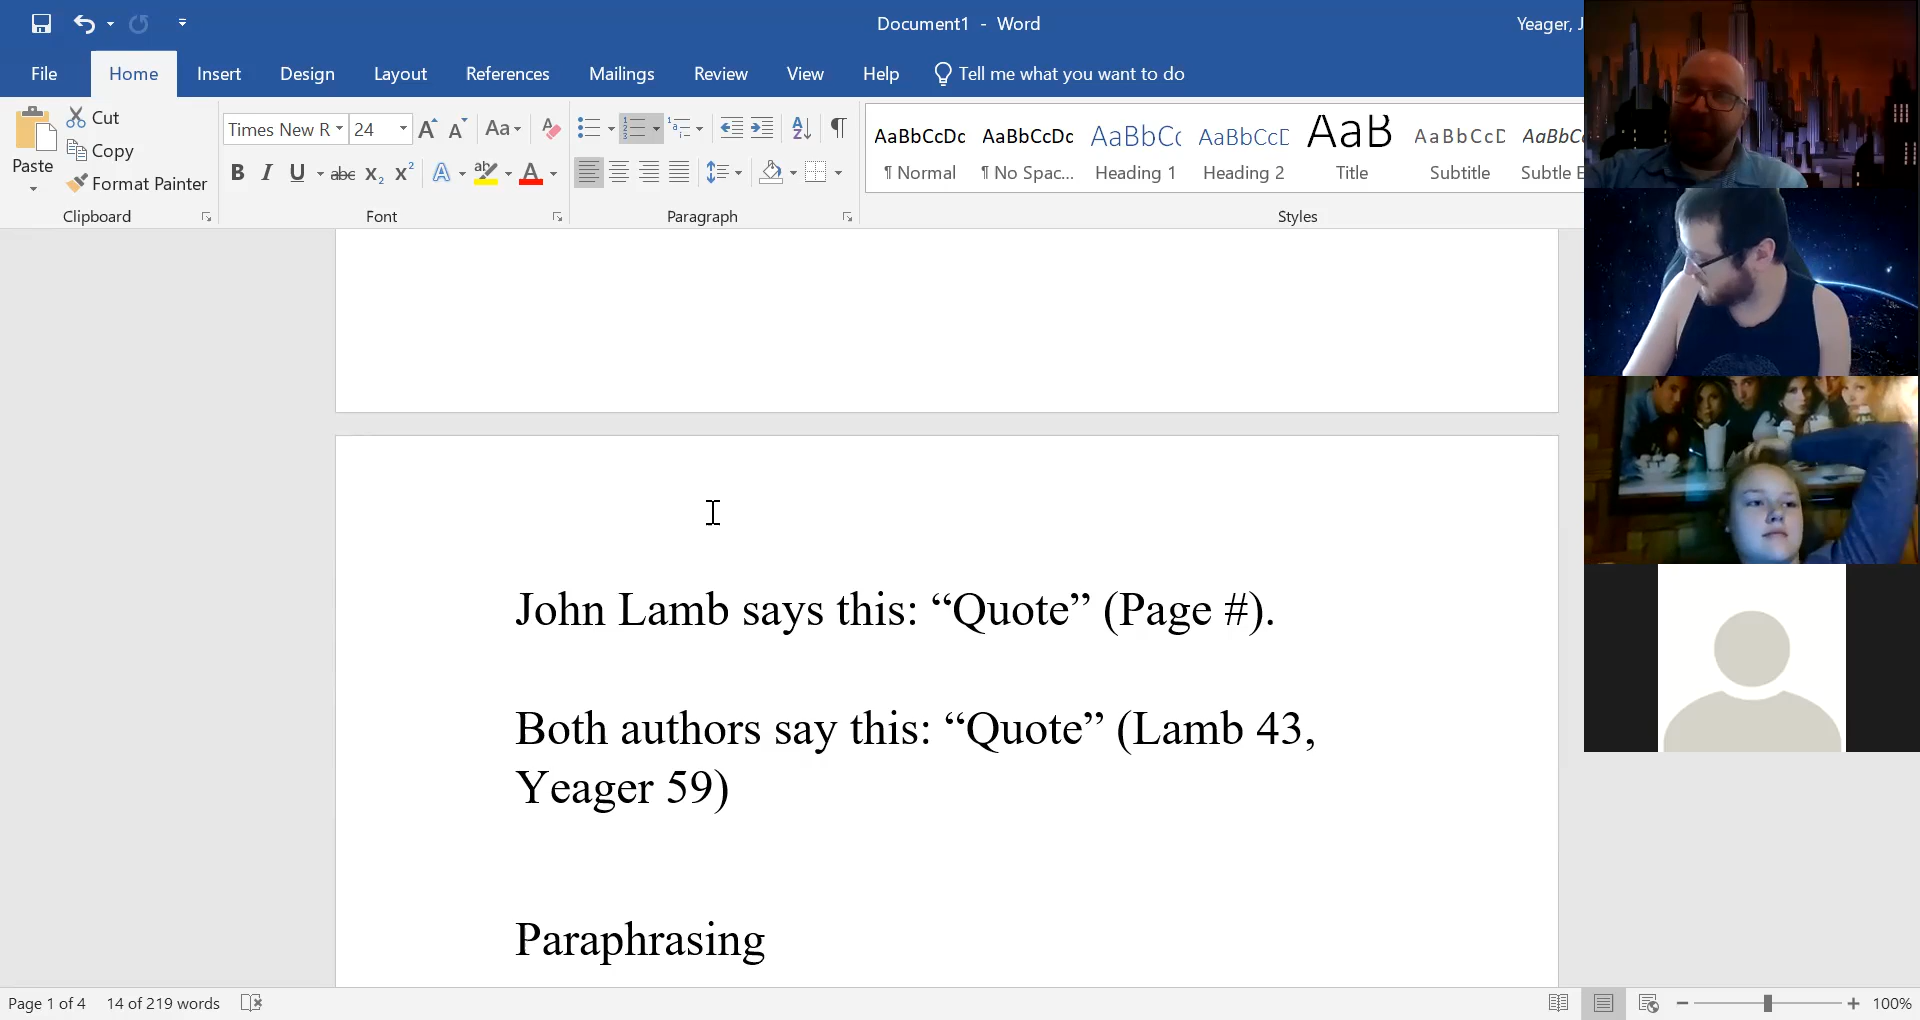 Document1 - Word
Yeager, J
File Home Insert Design Layout References Mailings Review View Help Tell me what you want to do
Paste
Cut
Copy
Format Painter
Clipboard
Times New R 24
Font
Paragraph
AaBbCcDc AaBbCcDc AaBbCc AaBbCcD AaB AaBbCcD AaBbC
¶ Normal ¶ No Spac... Heading 1 Heading 2 Title Subtitle Subtle E
Styles
John Lamb says this: “Quote” (Page #).
Both authors say this: “Quote” (Lamb 43,
Yeager 59)
Paraphrasing
Page 1 of 4 14 of 219 words
100%